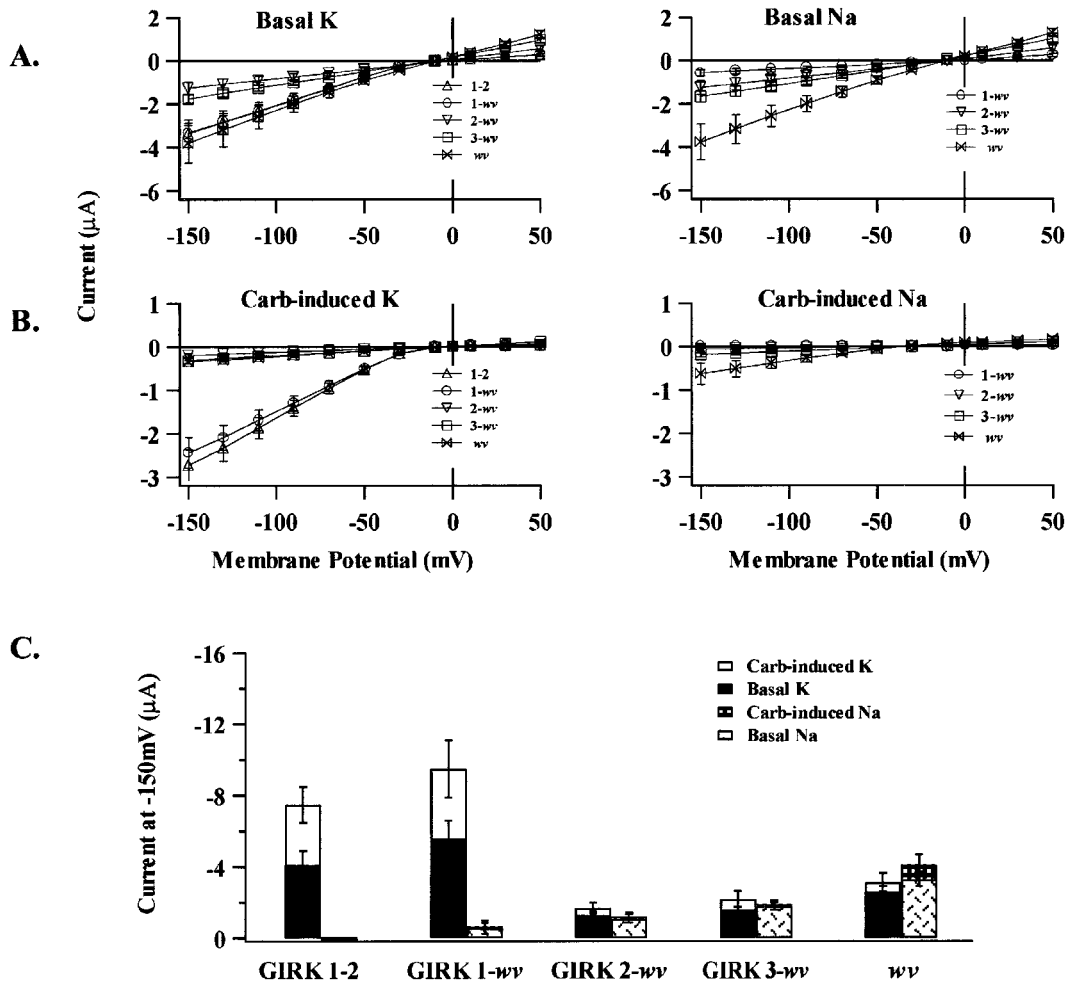 A.
Basal K
2
0
-2
-4
-6
-150
-100
-50
0
50
1-2
1-wv
2-wv
3-wv
wv
Basal Na
2
0
-2
-4
-6
-150
-100
-50
0
50
1-wv
2-wv
3-wv
wv
Current (μA)
B.
Carb-induced K
1
0
-1
-2
-3
-150
-100
-50
0
50
1-2
1-wv
2-wv
3-wv
wv
Membrane Potential (mV)
Carb-induced Na
1
0
-1
-2
-3
-150
-100
-50
0
50
1-wv
2-wv
3-wv
wv
Membrane Potential (mV)
C.
Current at -150mV (μA)
-16
-12
-8
-4
0
Carb-induced K
Basal K
Carb-induced Na
Basal Na
GIRK 1-2
GIRK 1-wv
GIRK 2-wv
GIRK 3-wv
wv